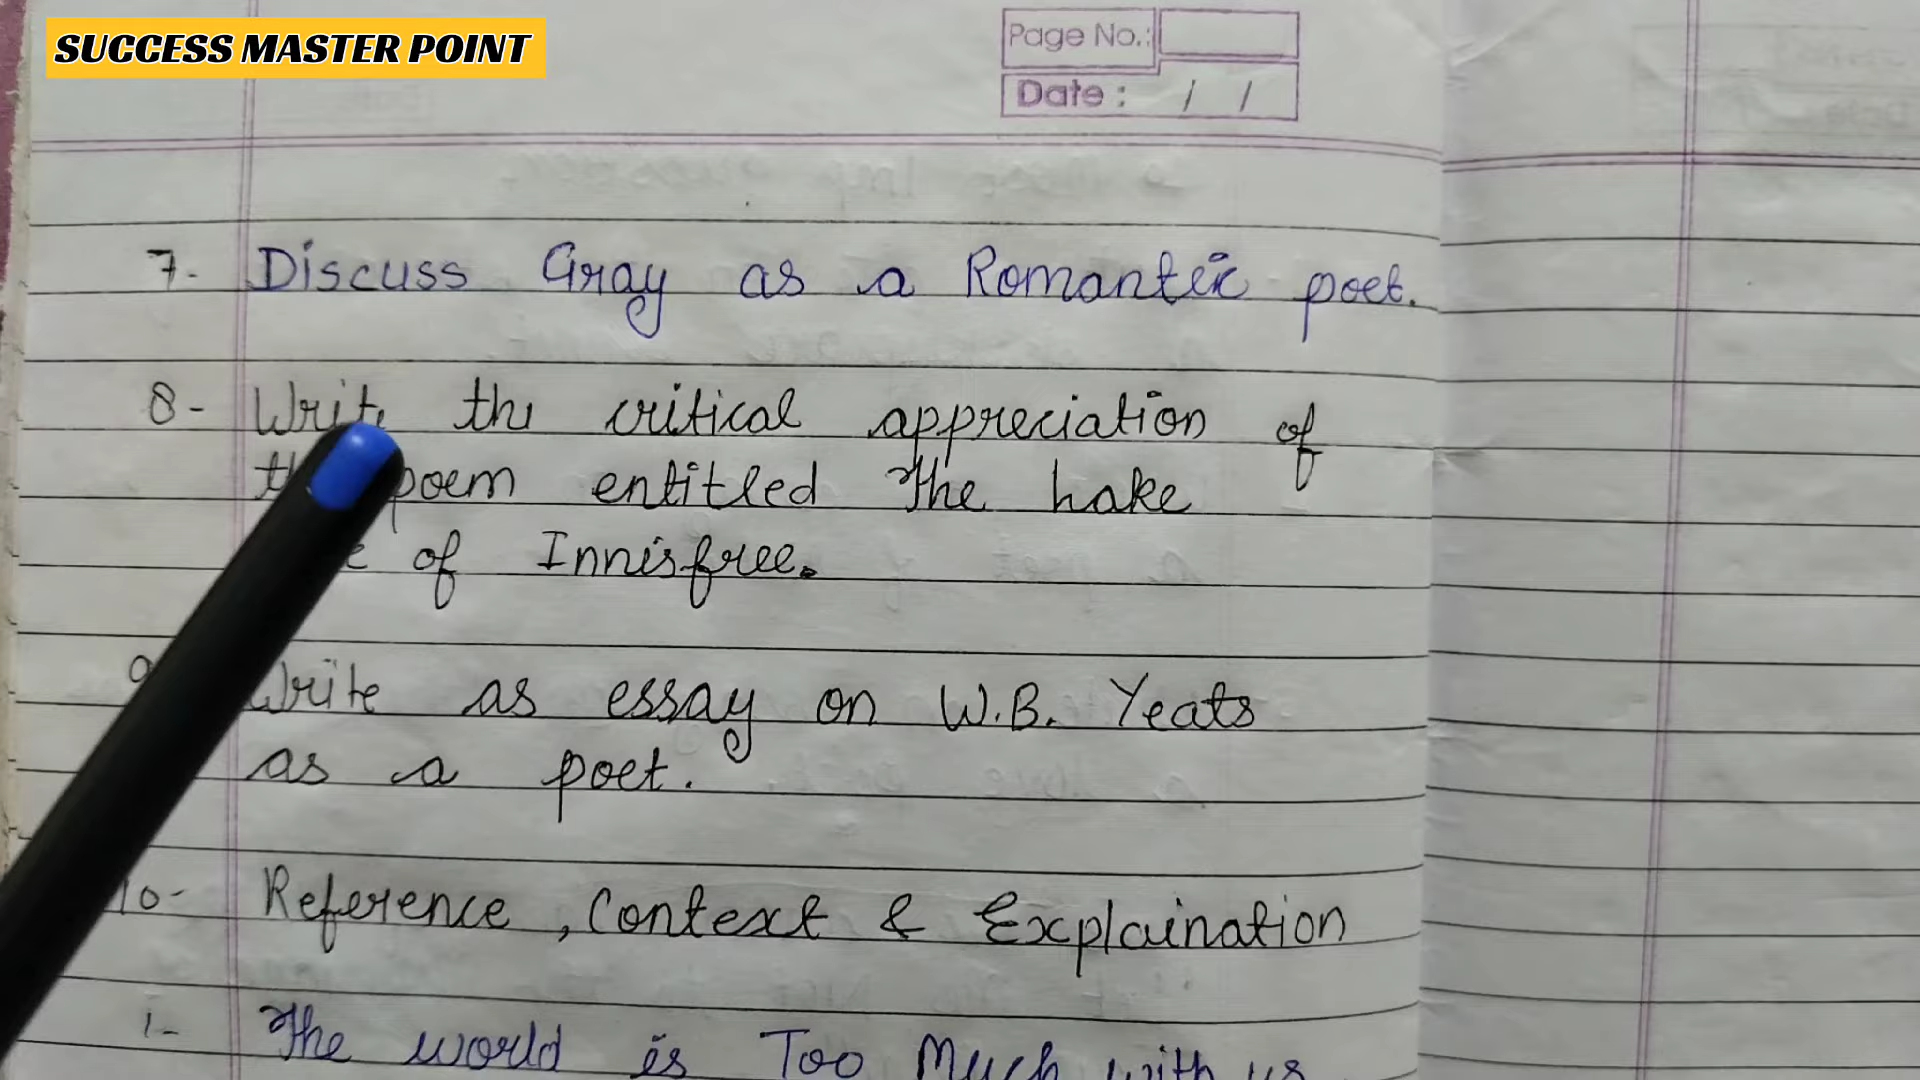 SUCCESS MASTER POINT
Page No.:
Date : / /
7- Discuss Gray as a Romantic poet.
8- Write the critical appreciation of
poem entitled The Lake
of Innisfree.
Write as essay on W.B. Yeats
as a poet.
10- Reference, Context & Explaination
1- The world is Too Much with us